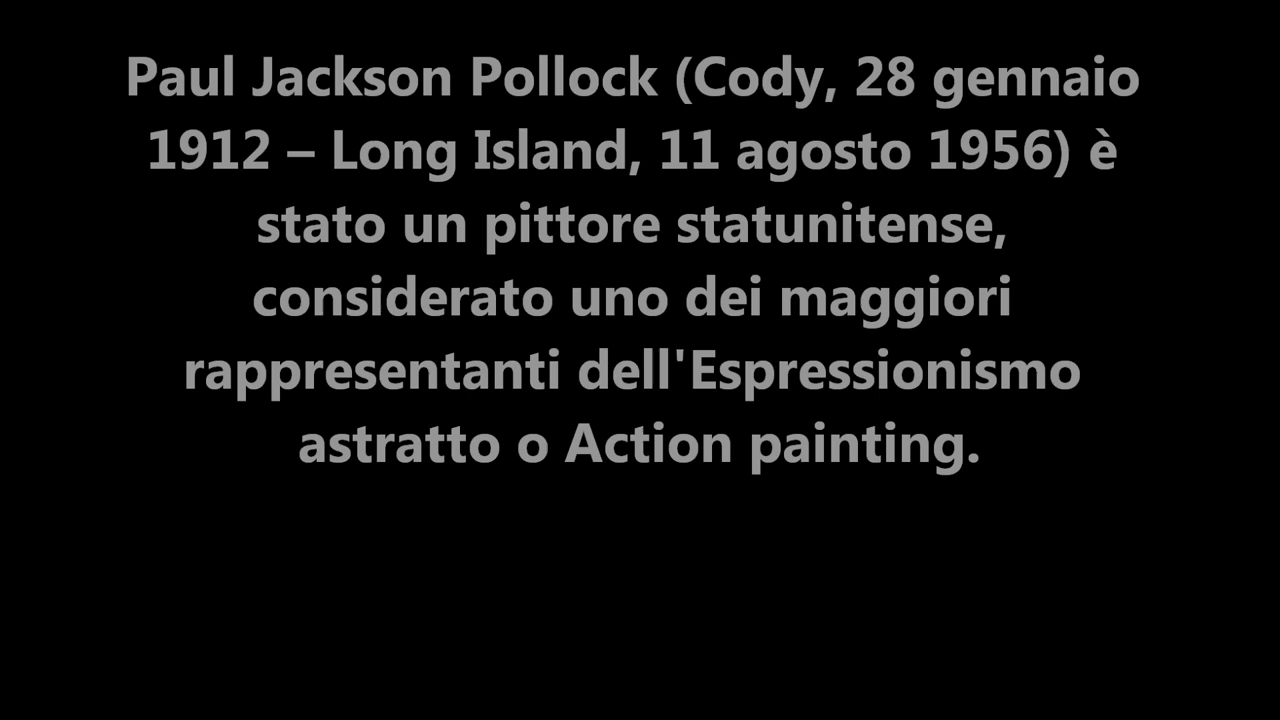 Paul Jackson Pollock (Cody, 28 gennaio
1912 – Long Island, 11 agosto 1956) è
stato un pittore statunitense,
considerato uno dei maggiori
rappresentanti dell'Espressionismo
astratto o Action painting.